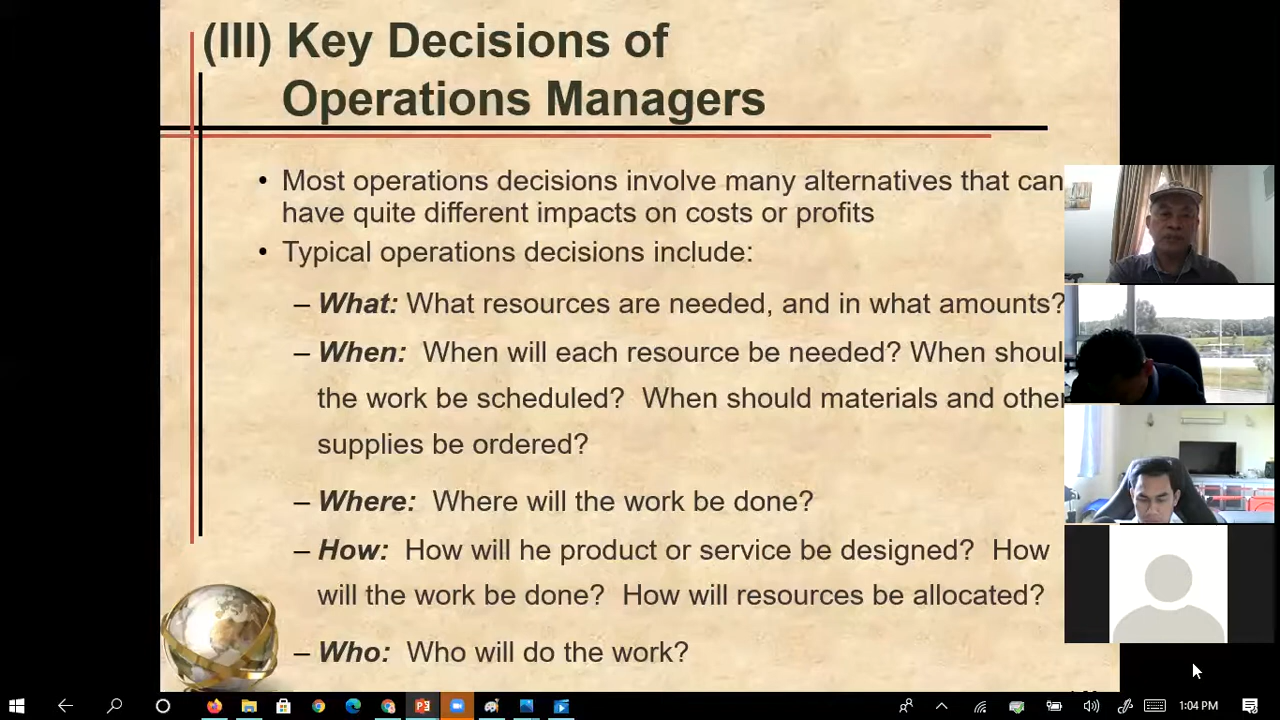 (III) Key Decisions of
Operations Managers
• Most operations decisions involve many alternatives that can
have quite different impacts on costs or profits
• Typical operations decisions include:
– What: What resources are needed, and in what amounts?
– When: When will each resource be needed? When shoul
the work be scheduled? When should materials and other
supplies be ordered?
– Where: Where will the work be done?
– How: How will he product or service be designed? How
will the work be done? How will resources be allocated?
– Who: Who will do the work?
1:04 PM